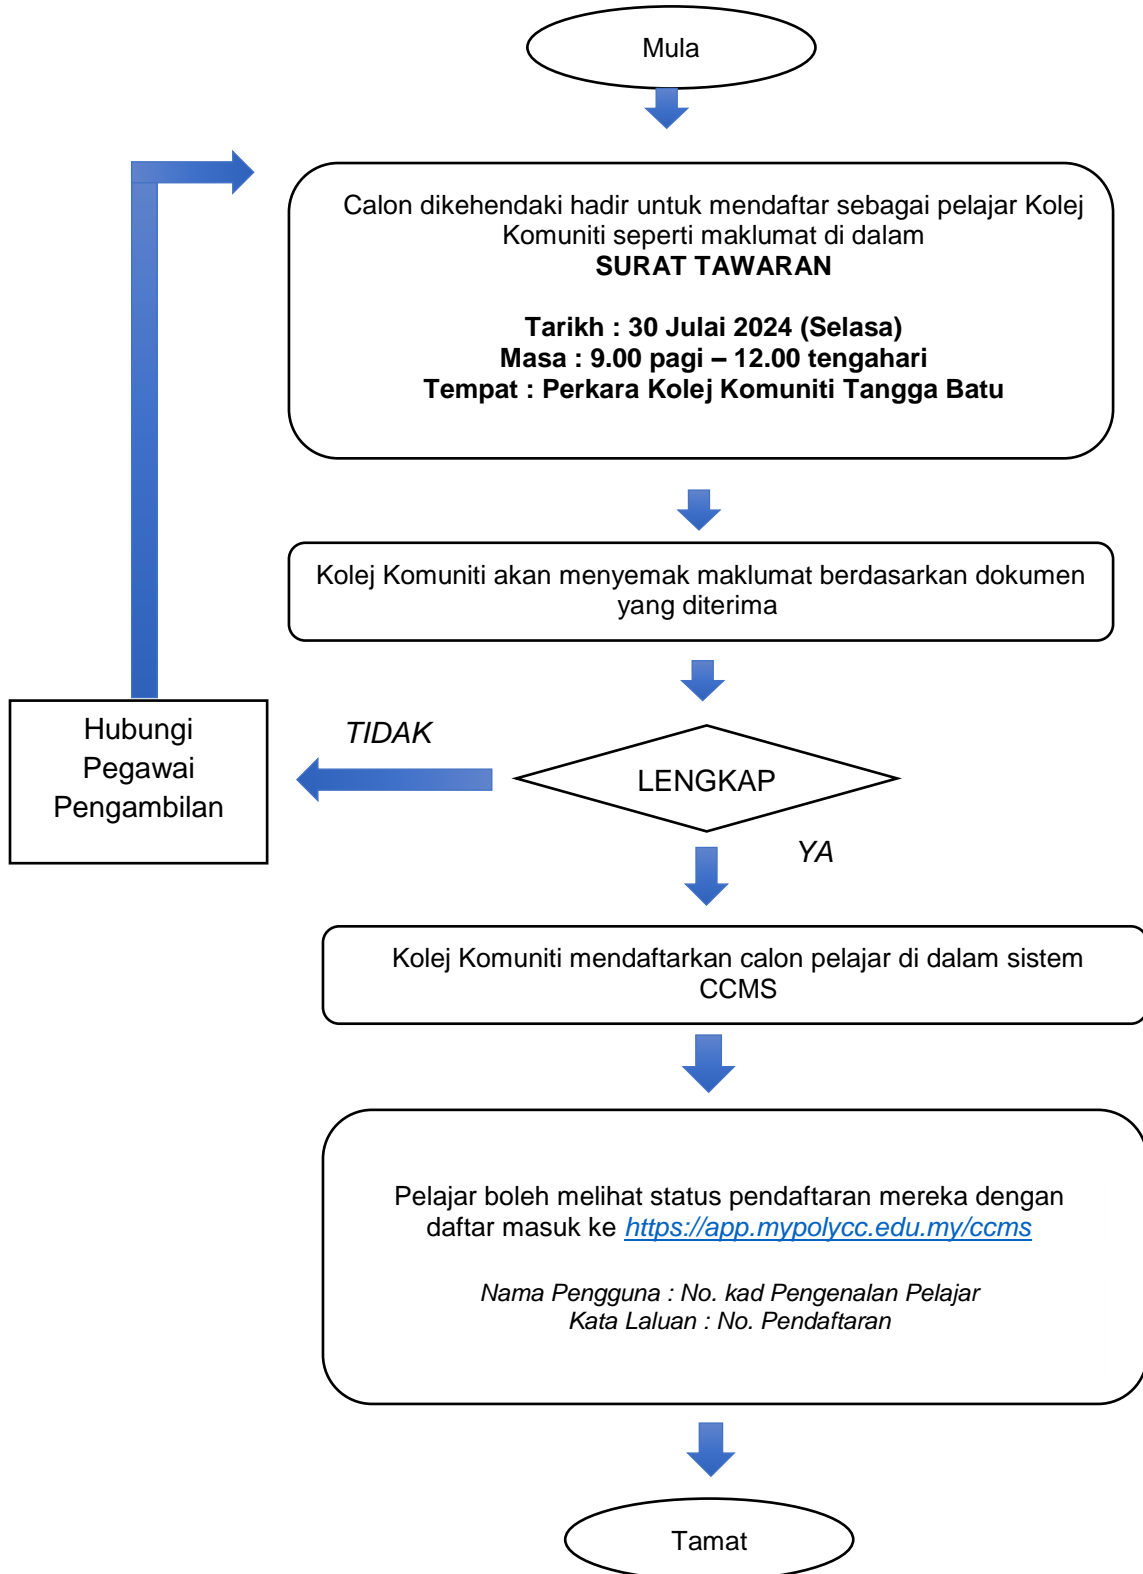 Mula
Calon dikehendaki hadir untuk mendaftar sebagai pelajar Kolej
Komuniti seperti maklumat di dalam
SURAT TAWARAN
Tarikh : 30 Julai 2024 (Selasa)
Masa : 9.00 pagi – 12.00 tengahari
Tempat : Perkara Kolej Komuniti Tangga Batu
Kolej Komuniti akan menyemak maklumat berdasarkan dokumen
yang diterima
LENGKAP
TIDAK
Hubungi
Pegawai
Pengambilan
YA
Kolej Komuniti mendaftarkan calon pelajar di dalam sistem
CCMS
Pelajar boleh melihat status pendaftaran mereka dengan
daftar masuk ke https://app.mypolycc.edu.my/ccms
Nama Pengguna : No. kad Pengenalan Pelajar
Kata Laluan : No. Pendaftaran
Tamat